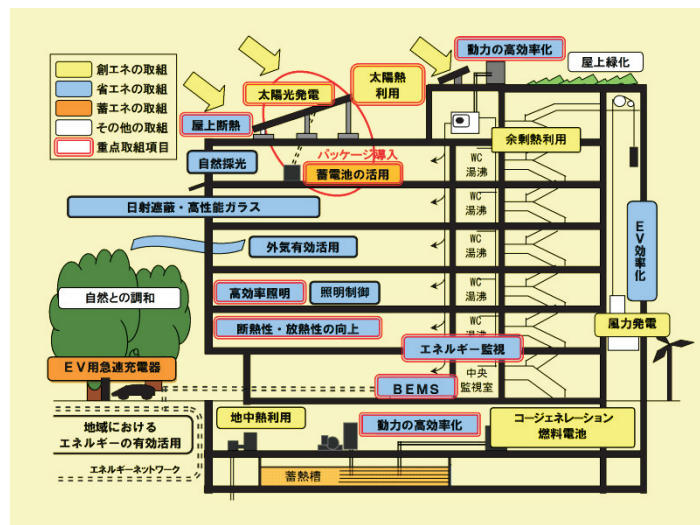 創エネの取組
省エネの取組
蓄エネの取組
その他の取組
重点取組項目
動力の高効率化
屋上緑化
太陽光発電
太陽熱
利用
屋上断熱
余剰熱利用
自然採光
パッケージ導入
蓄電池の活用
WC
湯沸
日射遮蔽・高性能ガラス
WC
湯沸
EV効率化
外気有効活用
WC
湯沸
自然との調和
高効率照明
照明制御
WC
湯沸
風力発電
断熱性・放熱性の向上
WC
湯沸
エネルギー監視
EV用急速充電器
BEMS
中央
監視室
地域における
エネルギーの有効活用
地中熱利用
動力の高効率化
コージェネレーション
燃料電池
エネルギーネットワーク
蓄熱槽